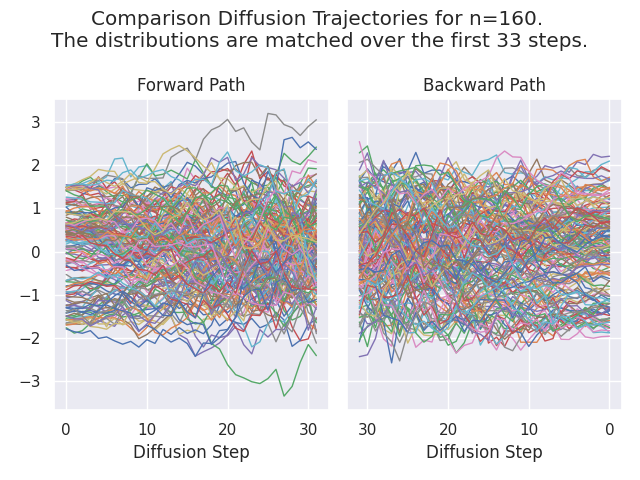 Comparison Diffusion Trajectories for n=160.
The distributions are matched over the first 33 steps.
Forward Path
Backward Path
3
2
1
0
−1
−2
−3
0 10 20 30
30 20 10 0
Diffusion Step
Diffusion Step